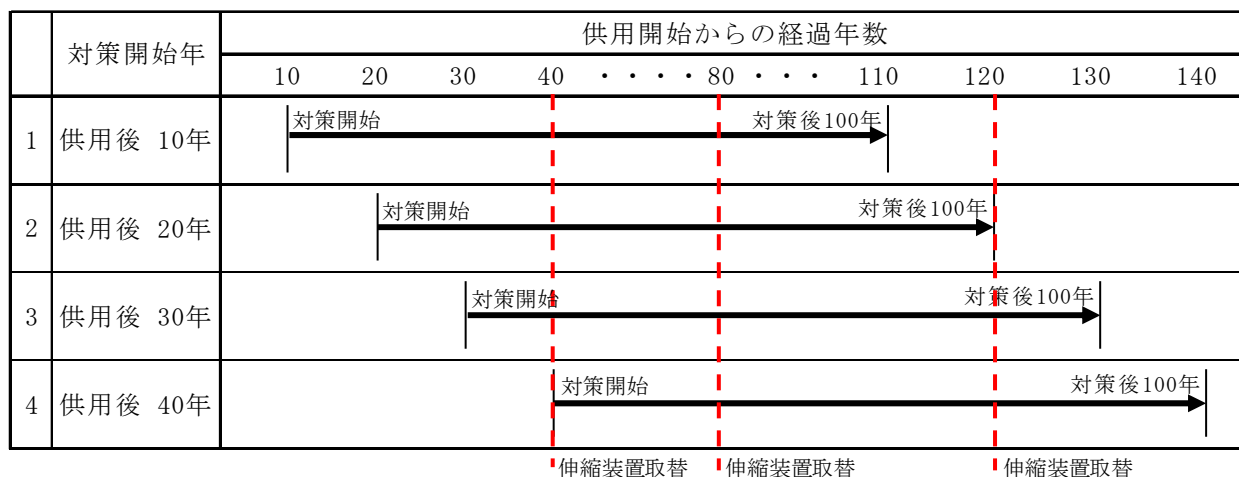 対策開始年 供用開始からの経過年数
10 20 30 40 ・ ・ ・ ・ 80 ・ ・ ・ 110 120 130 140
1 供用後 10年 対策開始 対策後100年
2 供用後 20年 対策開始 対策後100年
3 供用後 30年 対策開始 対策後100年
4 供用後 40年 対策開始 対策後100年
伸縮装置取替 伸縮装置取替 伸縮装置取替